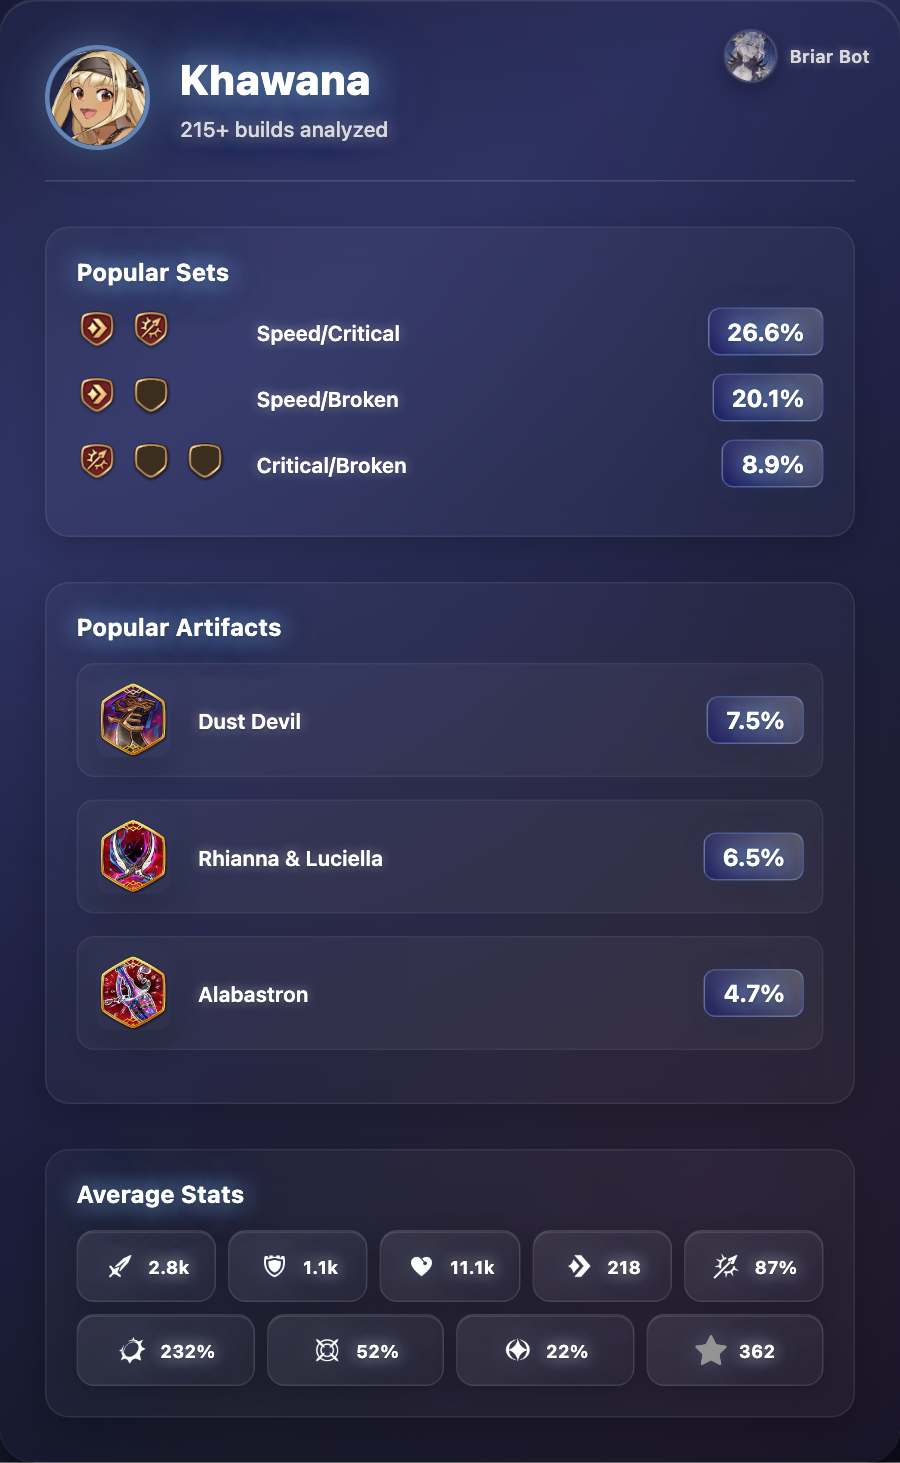 Khawana
215+ builds analyzed
Briar Bot
Popular Sets
Speed/Critical
26.6%
Speed/Broken
20.1%
Critical/Broken
8.9%
Popular Artifacts
Dust Devil
7.5%
Rhianna & Luciella
6.5%
Alabastron
4.7%
Average Stats
2.8k
1.1k
11.1k
218
87%
232%
52%
22%
362